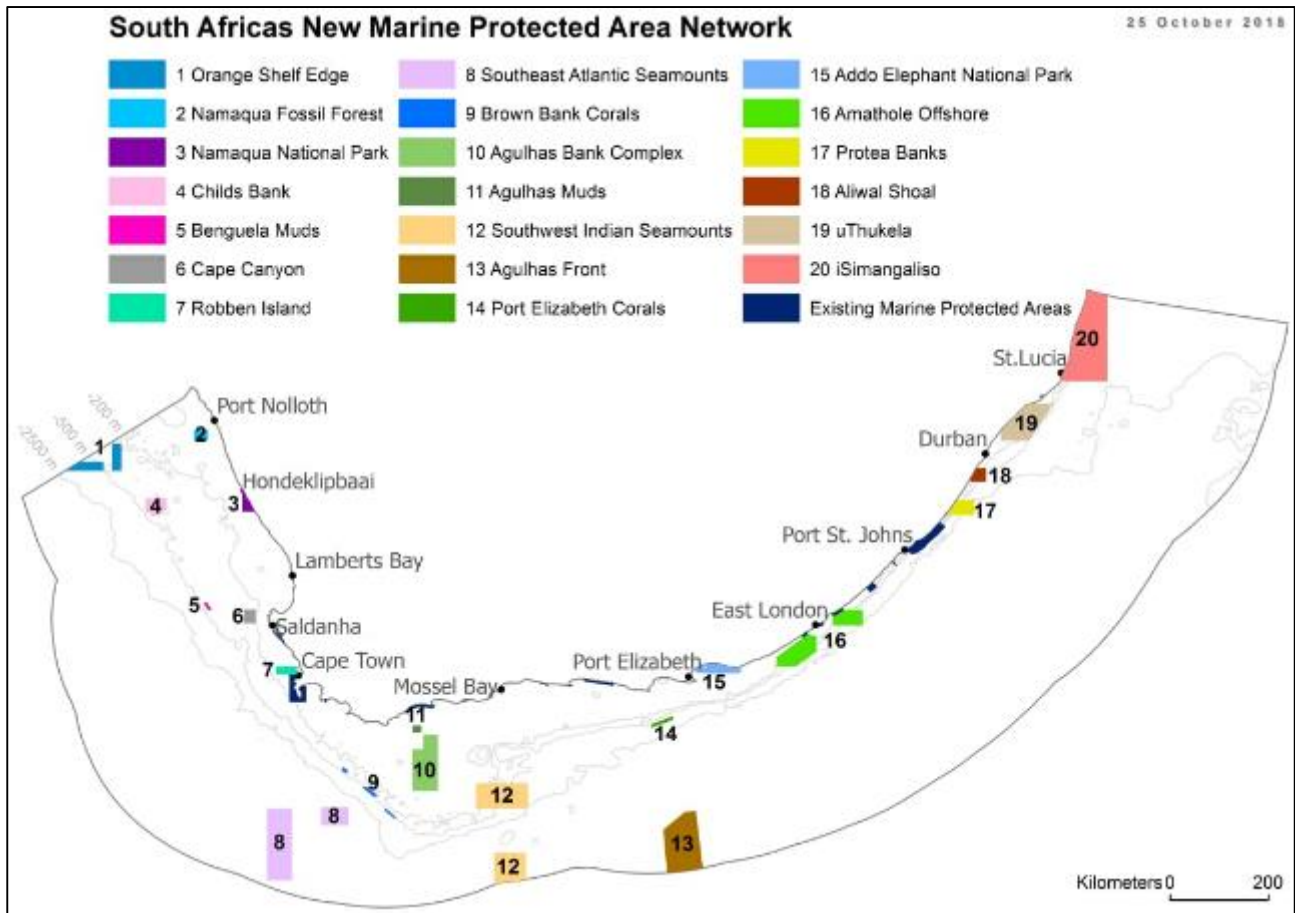 South Africas New Marine Protected Area Network
25 October 2018
1 Orange Shelf Edge
2 Namaqua Fossil Forest
3 Namaqua National Park
4 Childs Bank
5 Benguela Muds
6 Cape Canyon
7 Robben Island
8 Southeast Atlantic Seamounts
9 Brown Bank Corals
10 Agulhas Bank Complex
11 Agulhas Muds
12 Southwest Indian Seamounts
13 Agulhas Front
14 Port Elizabeth Corals
15 Addo Elephant National Park
16 Amathole Offshore
17 Protea Banks
18 Aliwal Shoal
19 uThukela
20 iSimangaliso
Existing Marine Protected Areas
20
St.Lucia
-200 m
-500 m
-2500 m
Port Nolloth
1
2
19
Durban
Hondeklipbaai
18
3
4
17
Port St. Johns
Lamberts Bay
5
6
East London
Saldanha
16
7
Cape Town
Port Elizabeth
15
Mossel Bay
11
14
10
9
12
8
8
13
12
Kilometers 0 200